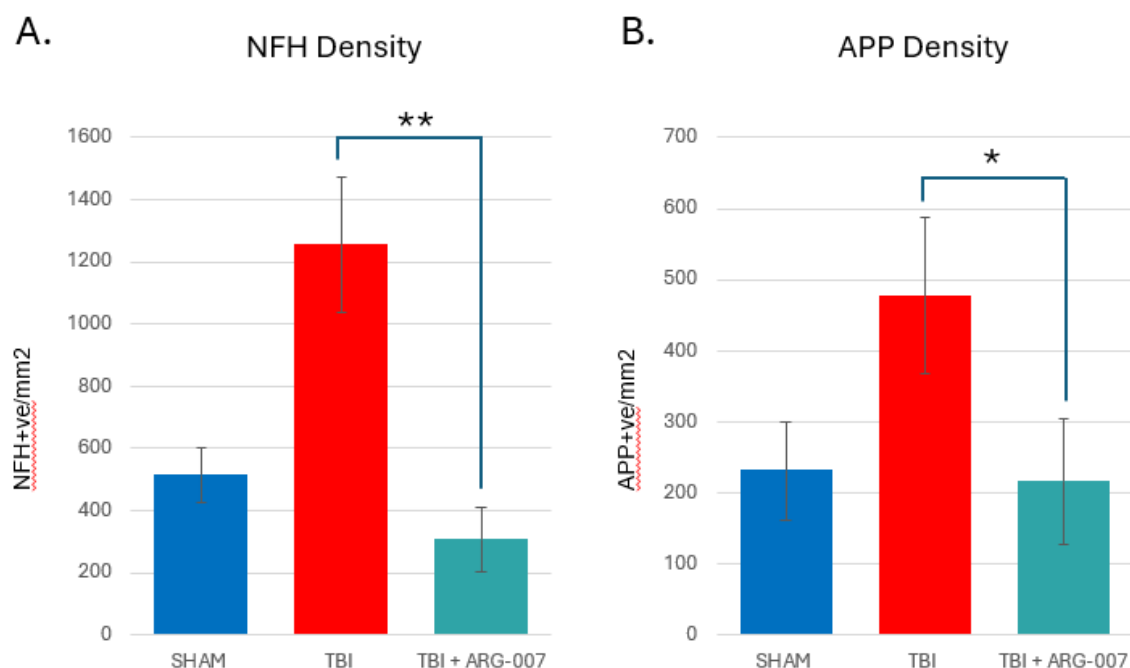 A.
NFH Density
**
1600
1400
1200
1000
800
600
400
200
0
NFH+ve/mm2
SHAM
TBI
TBI + ARG-007
B.
APP Density
*
700
600
500
400
300
200
100
0
APP+ve/mm2
SHAM
TBI
TBI + ARG-007